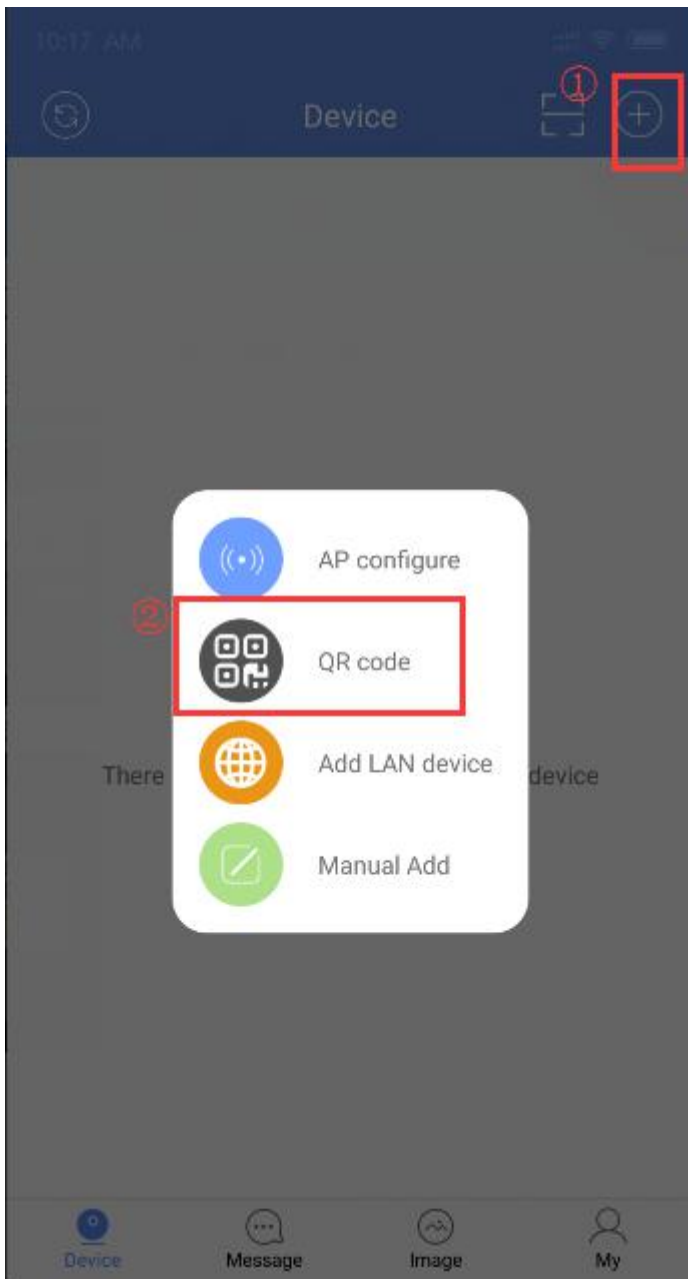 10:17 AM
Device
①
AP configure
②
QR code
Add LAN device
There
device
Manual Add
Device
Message
Image
My